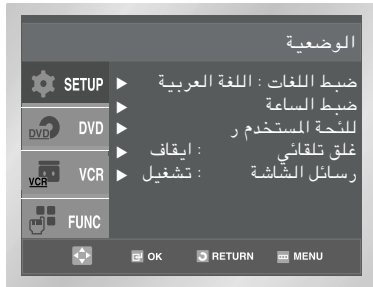 الوضعية
SETUP ◀ ضبط اللغات : اللغة العربية
◀ ضبط الساعة
DVD للئحة المستخدم ر
◀ غلق تلقائي : ايقاف
VCR ◀ رسائل الشاشة : تشغيل
FUNC
OK RETURN MENU